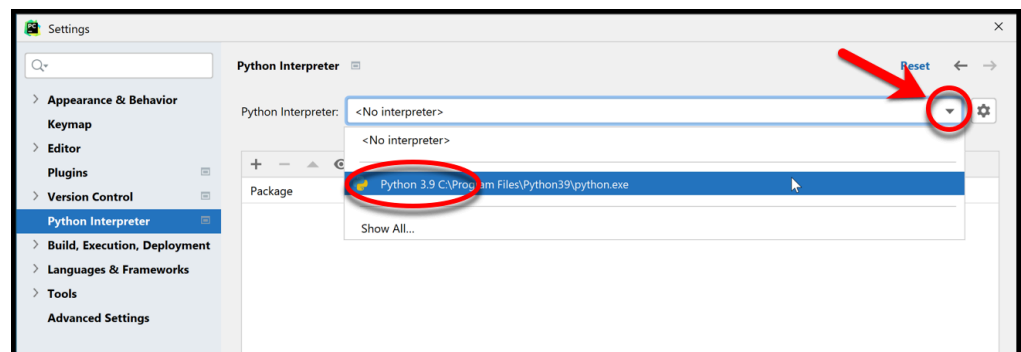 PC
Settings
Python Interpreter
Reset
Appearance & Behavior
Keymap
Editor
Plugins
Version Control
Python Interpreter
Build, Execution, Deployment
Languages & Frameworks
Tools
Advanced Settings
Python Interpreter:
<No interpreter>
<No interpreter>
Python 3.9 C:\Program Files\Python39\python.exe
Show All...
Package